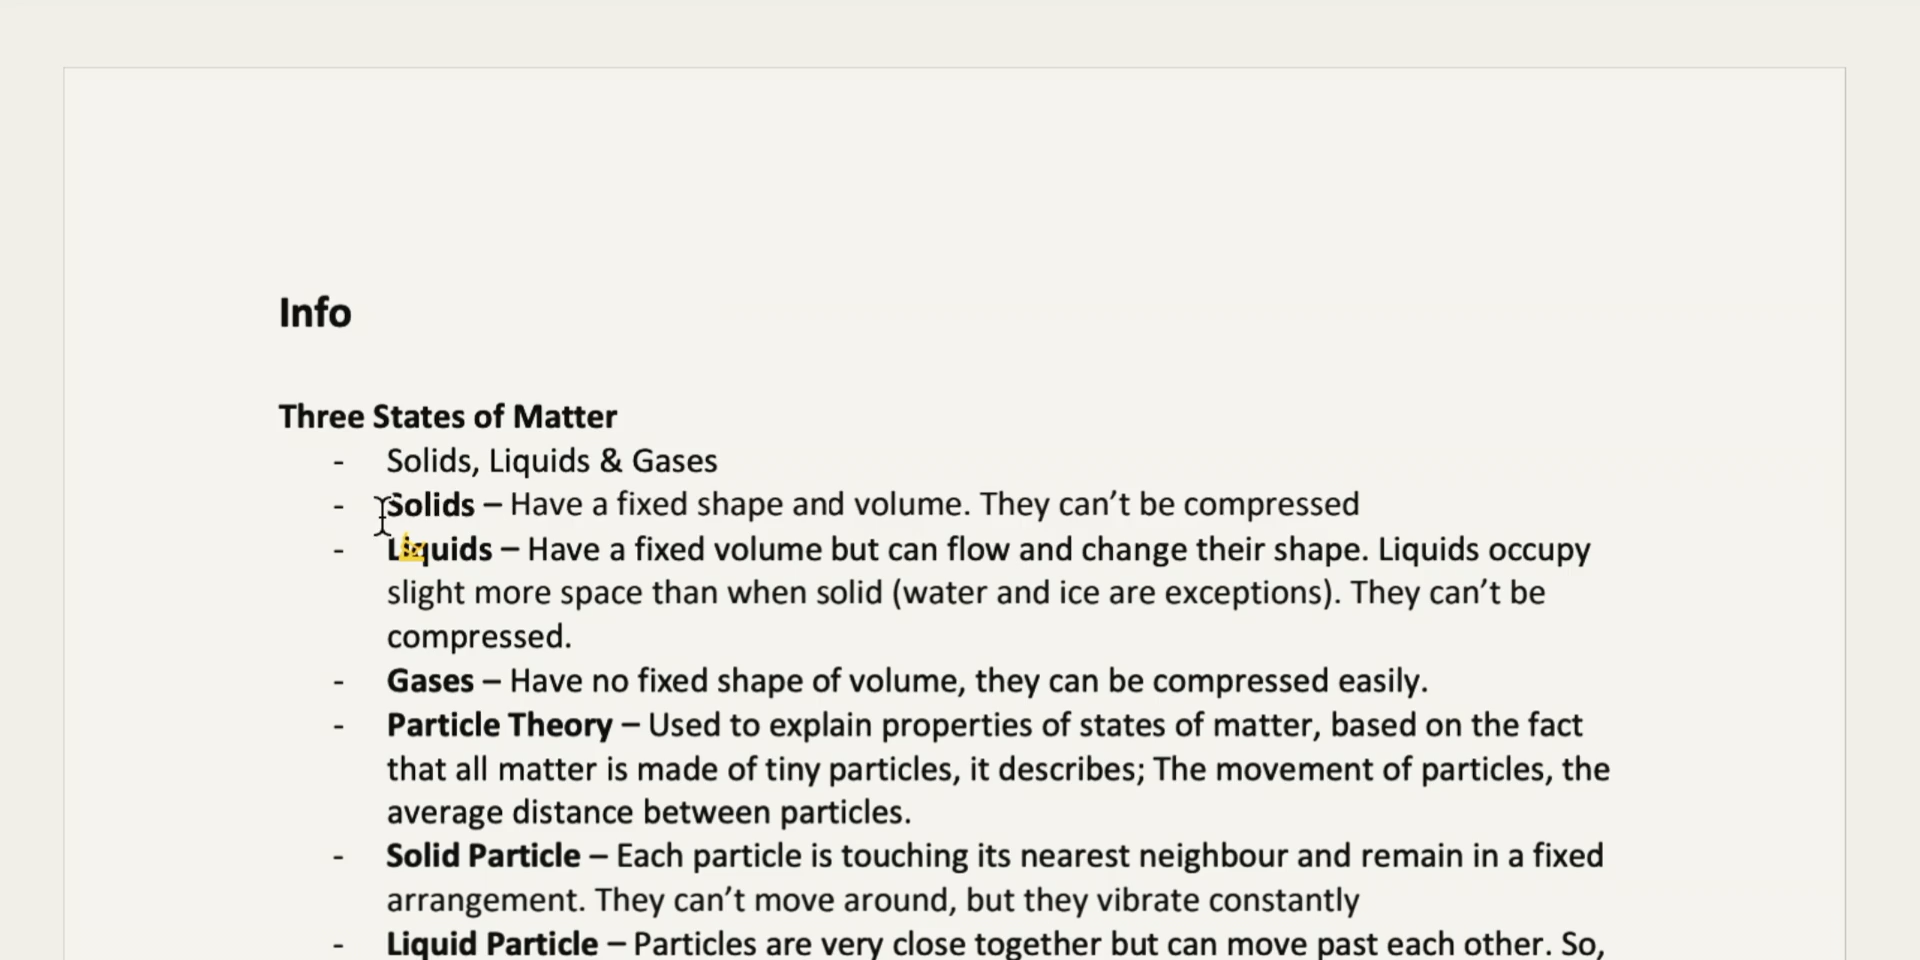 Info
Three States of Matter
- Solids, Liquids & Gases
- Solids – Have a fixed shape and volume. They can’t be compressed
- Liquids – Have a fixed volume but can flow and change their shape. Liquids occupy
slight more space than when solid (water and ice are exceptions). They can’t be
compressed.
- Gases – Have no fixed shape of volume, they can be compressed easily.
- Particle Theory – Used to explain properties of states of matter, based on the fact
that all matter is made of tiny particles, it describes; The movement of particles, the
average distance between particles.
- Solid Particle – Each particle is touching its nearest neighbour and remain in a fixed
arrangement. They can’t move around, but they vibrate constantly
- Liquid Particle – Particles are very close together but can move past each other. So,